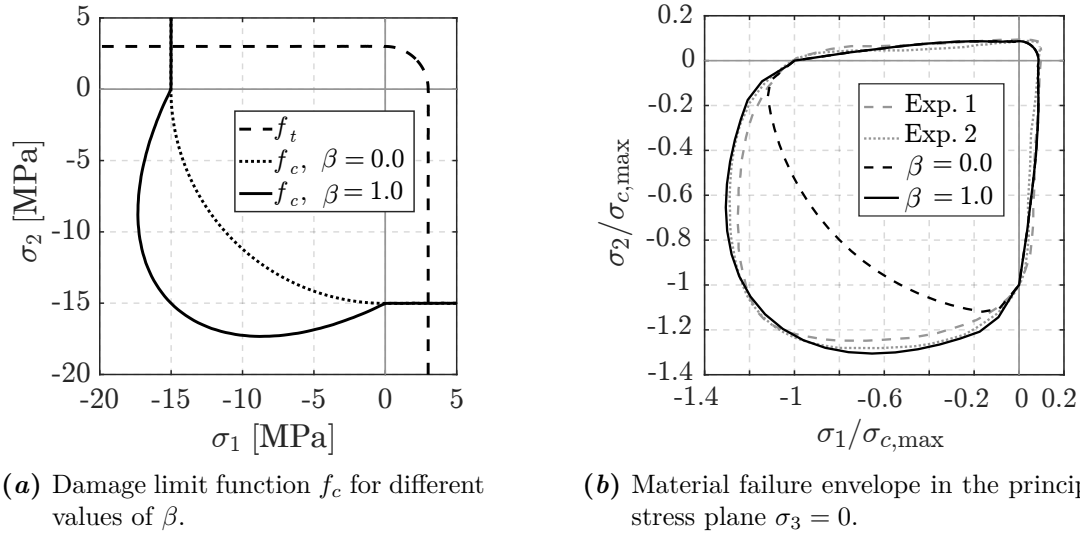 5
0
-5
-10
-15
-20
σ₂ [MPa]
f_t
f_c, β = 0.0
f_c, β = 1.0
-20 -15 -10 -5 0 5
σ₁ [MPa]
0.2
0
-0.2
-0.4
-0.6
-0.8
-1
-1.2
-1.4
σ₂/σ_{c,max}
Exp. 1
Exp. 2
β = 0.0
β = 1.0
-1.4 -1 -0.6 -0.2 0 0.2
σ₁/σ_{c,max}
(a) Damage limit function f_c for different
values of β.
(b) Material failure envelope in the princip
stress plane σ₃ = 0.